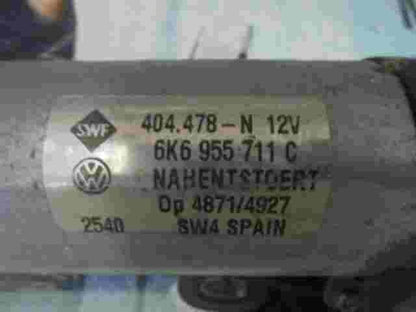 SWF 404.478-N 12V
6K6 955 711 C
NAHENTSTOERT
Dp 4871/4927
2540 SW4 SPAIN